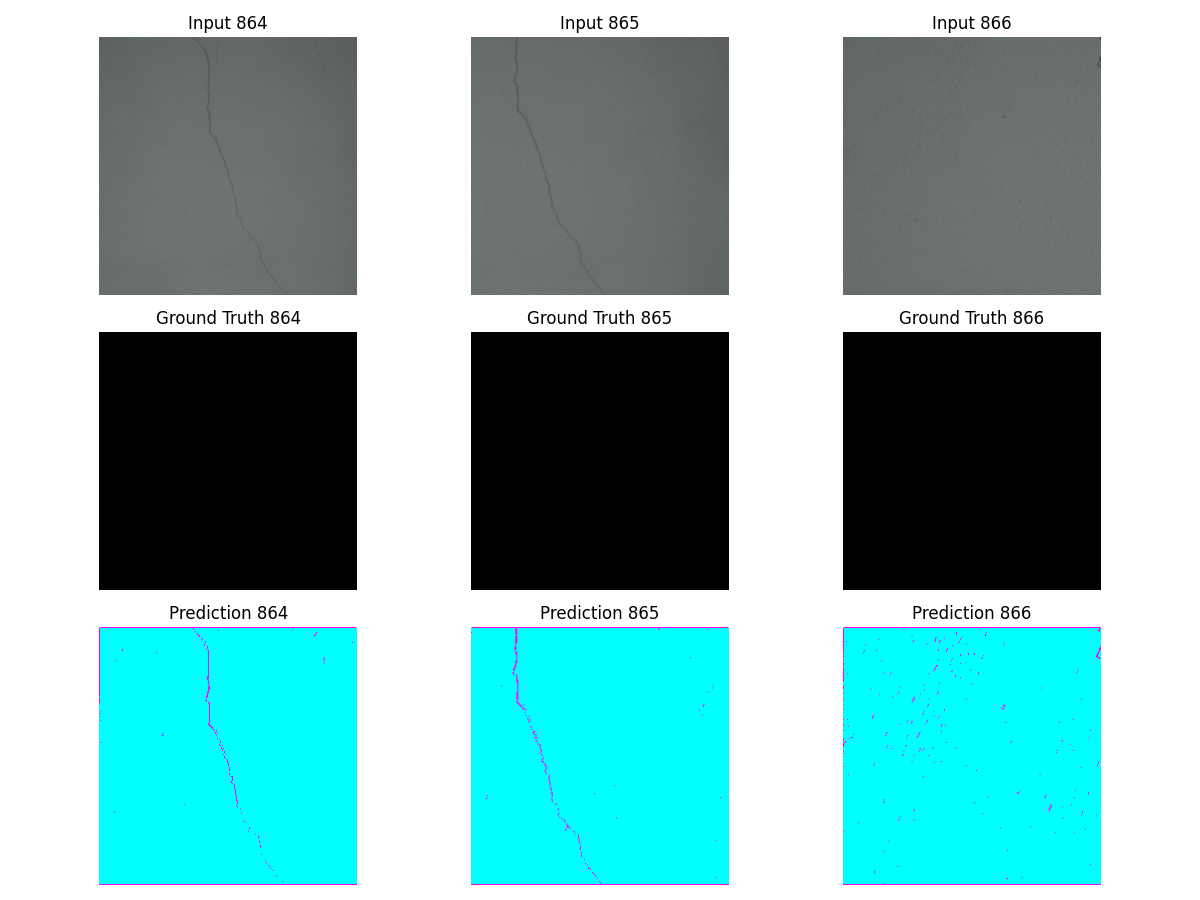 Input 864
Input 865
Input 866
Ground Truth 864
Ground Truth 865
Ground Truth 866
Prediction 864
Prediction 865
Prediction 866